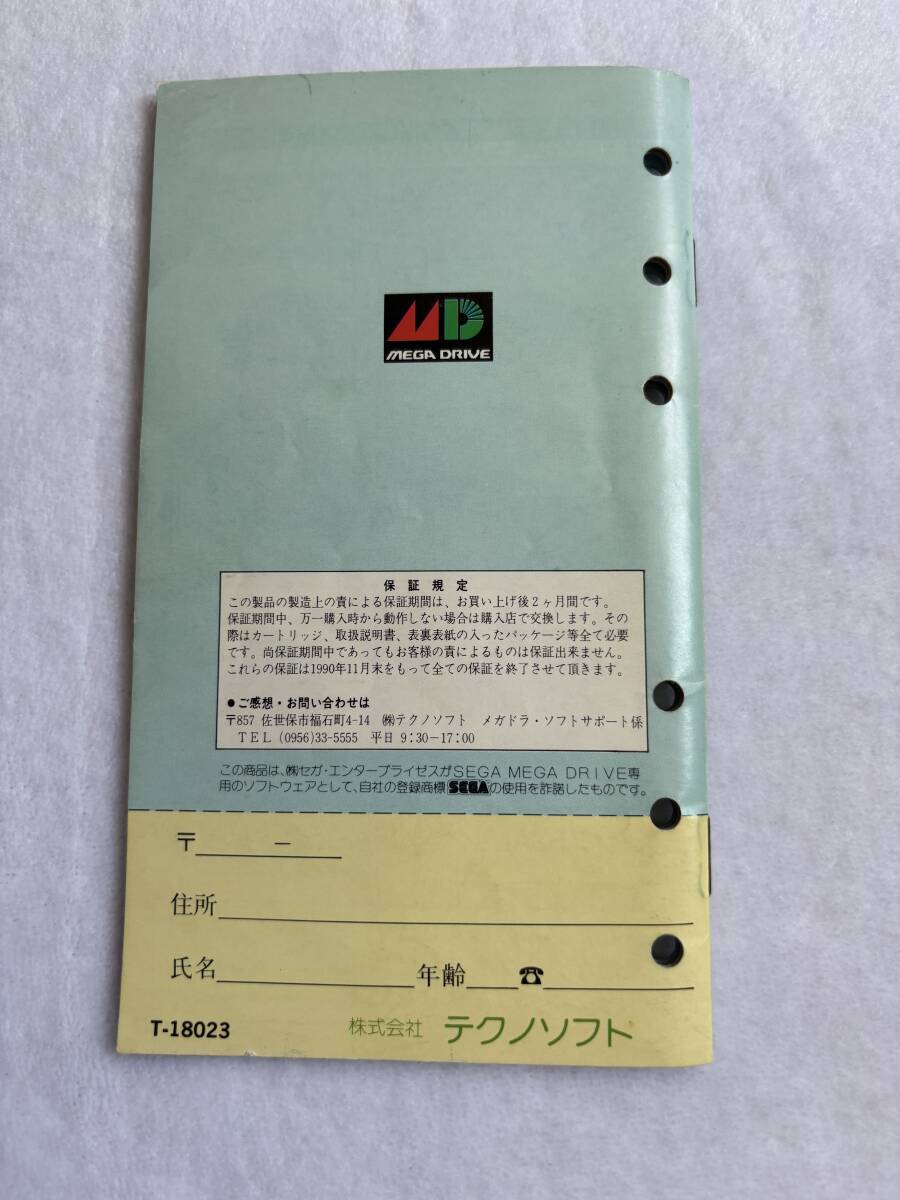 MD
MEGA DRIVE
保証規定
この製品の製造上の責による保証期間は、お買い上げ後2ヶ月間です。
保証期間中、万一購入時から動作しない場合は購入店で交換します。その
際はカートリッジ、取扱説明書、表裏表紙の入ったパッケージ等全て必要
です。尚保証期間中であってもお客様の責によるものは保証出来ません。
これらの保証は1990年11月末をもって全ての保証を終了させて頂きます。
●ご感想・お問い合わせは
〒857 佐世保市福石町4-14 ㈱テクノソフト メガドラ・ソフトサポート係
TEL (0956)33-5555 平日 9:30-17:00
この商品は、㈱セガ・エンタープライゼスがSEGA MEGA DRIVE専
用のソフトウェアとして、自社の登録商標SEGAの使用を許諾したものです。
〒 －
住所
氏名 年齢 ☎
T-18023 株式会社 テクノソフト